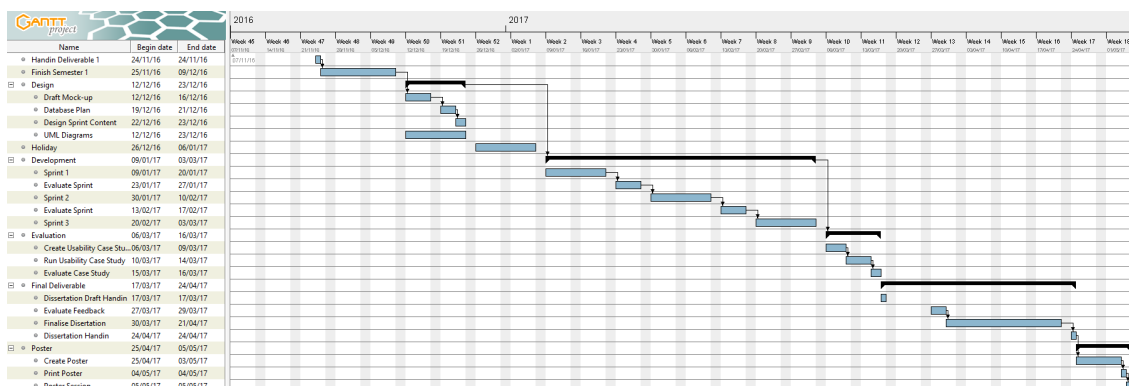 GANTT
project
2016
2017
Name Begin date End date
Week 45 Week 46 Week 47 Week 48 Week 49 Week 50 Week 51 Week 52 Week 1 Week 2 Week 3 Week 4 Week 5 Week 6 Week 7 Week 8 Week 9 Week 10 Week 11 Week 12 Week 13 Week 14 Week 15 Week 16 Week 17 Week 18
07/11/16
Handin Deliverable 1 24/11/16 24/11/16
Finish Semester 1 25/11/16 09/12/16
Design 12/12/16 23/12/16
Draft Mock-up 12/12/16 16/12/16
Database Plan 19/12/16 21/12/16
Design Sprint Content 22/12/16 23/12/16
UML Diagrams 12/12/16 23/12/16
Holiday 26/12/16 06/01/17
Development 09/01/17 03/03/17
Sprint 1 09/01/17 20/01/17
Evaluate Sprint 23/01/17 27/01/17
Sprint 2 30/01/17 10/02/17
Evaluate Sprint 13/02/17 17/02/17
Sprint 3 20/02/17 03/03/17
Evaluation 06/03/17 16/03/17
Create Usability Case Stu... 06/03/17 09/03/17
Run Usability Case Study 10/03/17 14/03/17
Evaluate Case Study 15/03/17 16/03/17
Final Deliverable 17/03/17 24/04/17
Dissertation Draft Handin 17/03/17 17/03/17
Evaluate Feedback 27/03/17 29/03/17
Finalise Disertation 30/03/17 21/04/17
Dissertation Handin 24/04/17 24/04/17
Poster 25/04/17 05/05/17
Create Poster 25/04/17 03/05/17
Print Poster 04/05/17 04/05/17
Poster Session 05/05/17 05/05/17